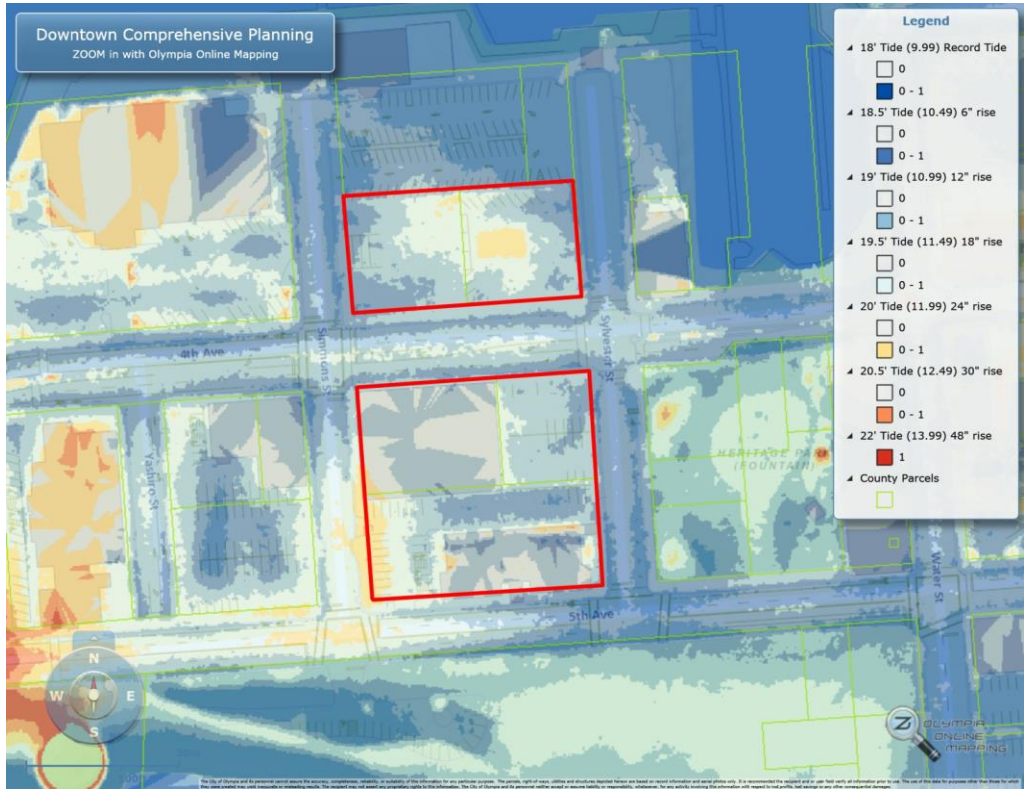 Downtown Comprehensive Planning
ZOOM in with Olympia Online Mapping
Legend
18' Tide (9.99) Record Tide
0
0 - 1
18.5' Tide (10.49) 6" rise
0
0 - 1
19' Tide (10.99) 12" rise
0
0 - 1
19.5' Tide (11.49) 18" rise
0
0 - 1
20' Tide (11.99) 24" rise
0
0 - 1
20.5' Tide (12.49) 30" rise
0
0 - 1
22' Tide (13.99) 48" rise
1
County Parcels
4th Ave
Simmons St
Sylvester St
Yashiro St
HERITAGE PARK
(FOUNTAIN)
Water St
5th Ave
N
W E
S
OLYMPIA
ONLINE
MAPPING